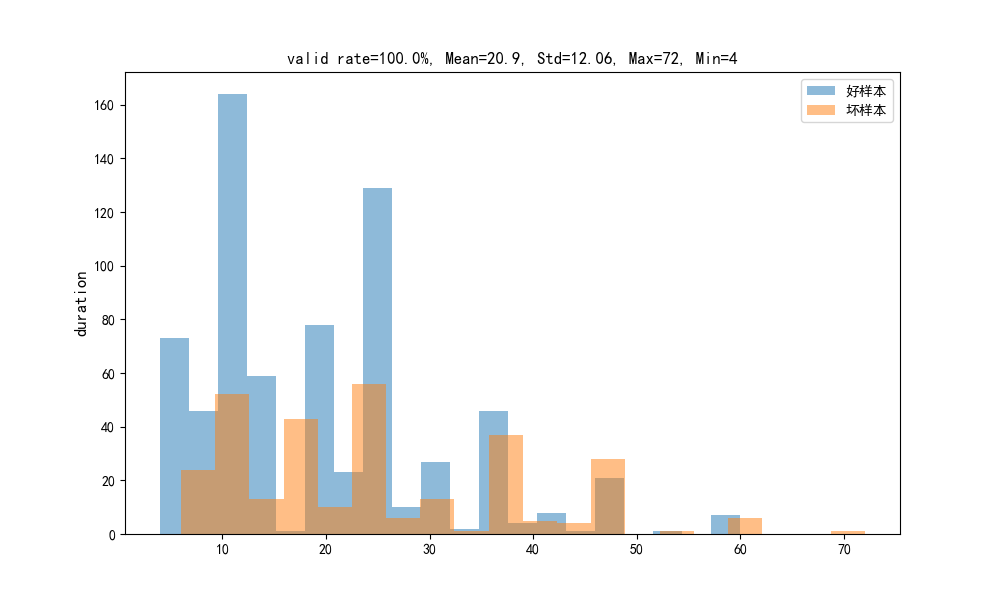 valid rate=100.0%, Mean=20.9, Std=12.06, Max=72, Min=4
好样本
坏样本
160
140
120
100
80
60
40
20
0
duration
10 20 30 40 50 60 70